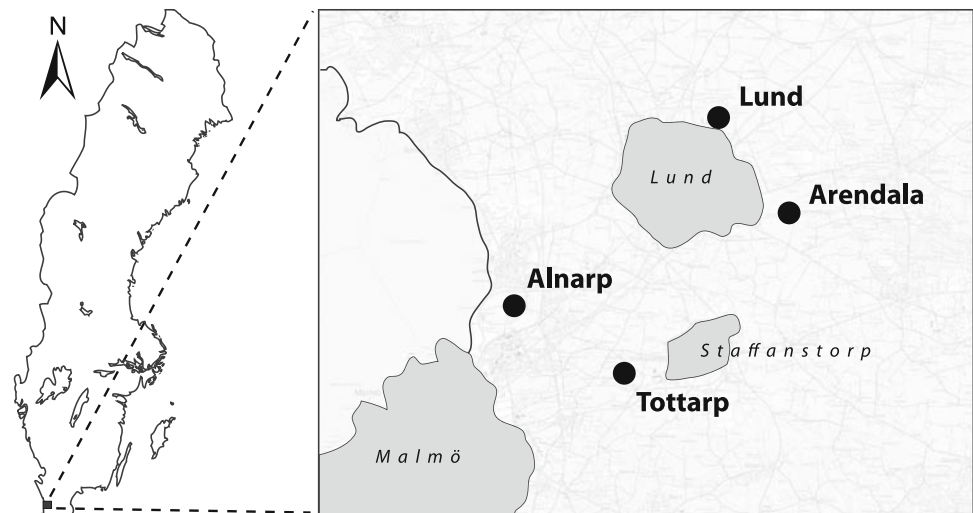 N
Lund
Lund
Arendala
Alnarp
Staffanstorp
Tottarp
Malmö